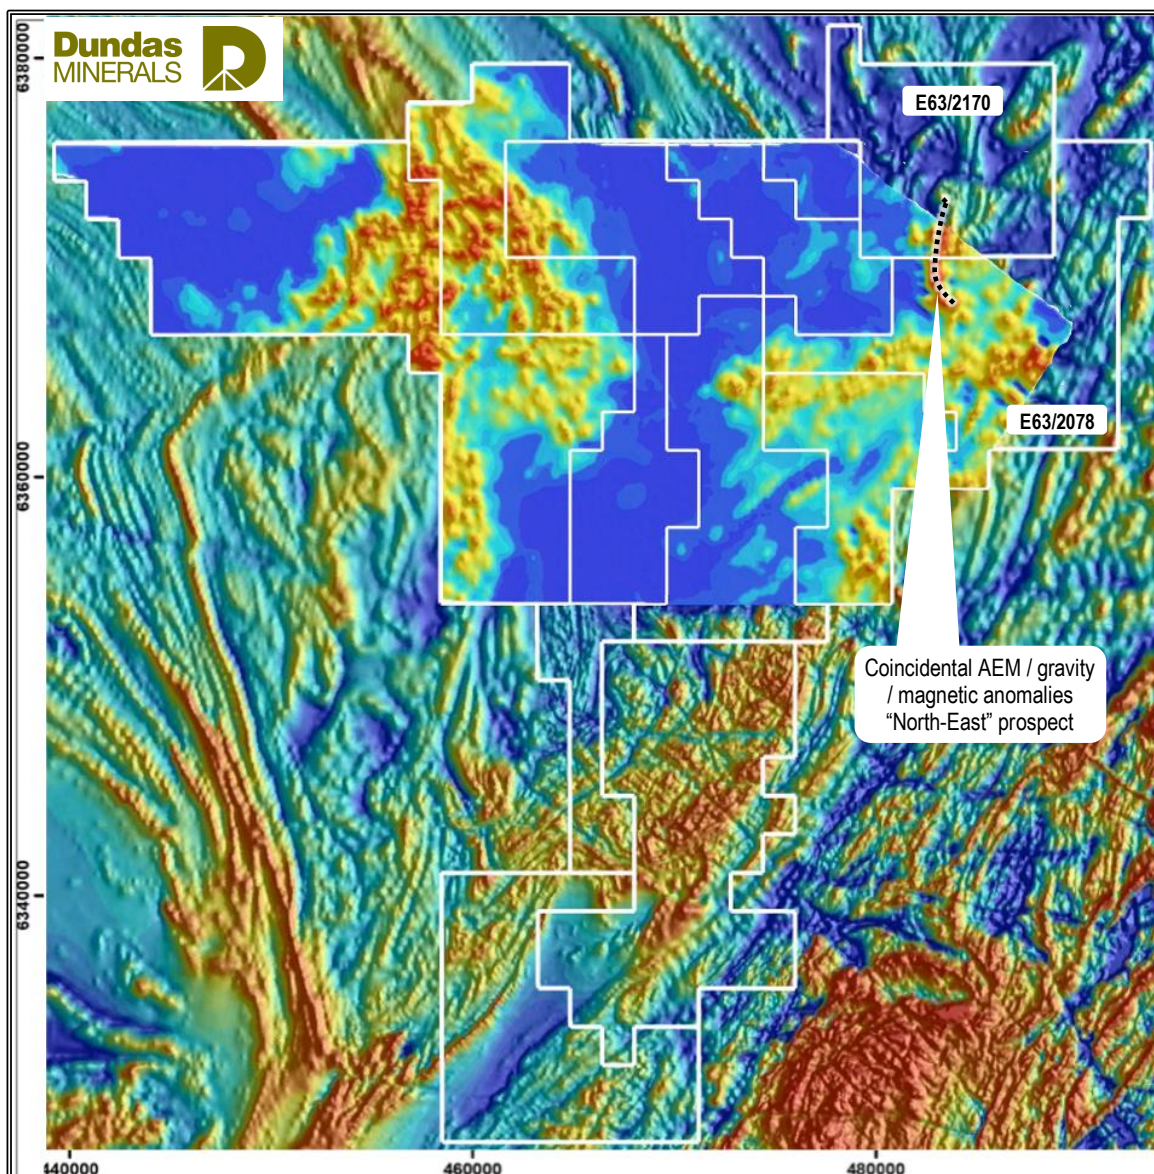 Dundas
MINERALS
6380000
E63/2170
E63/2078
6360000
Coincidental AEM / gravity
/ magnetic anomalies
“North-East” prospect
6340000
440000
460000
480000